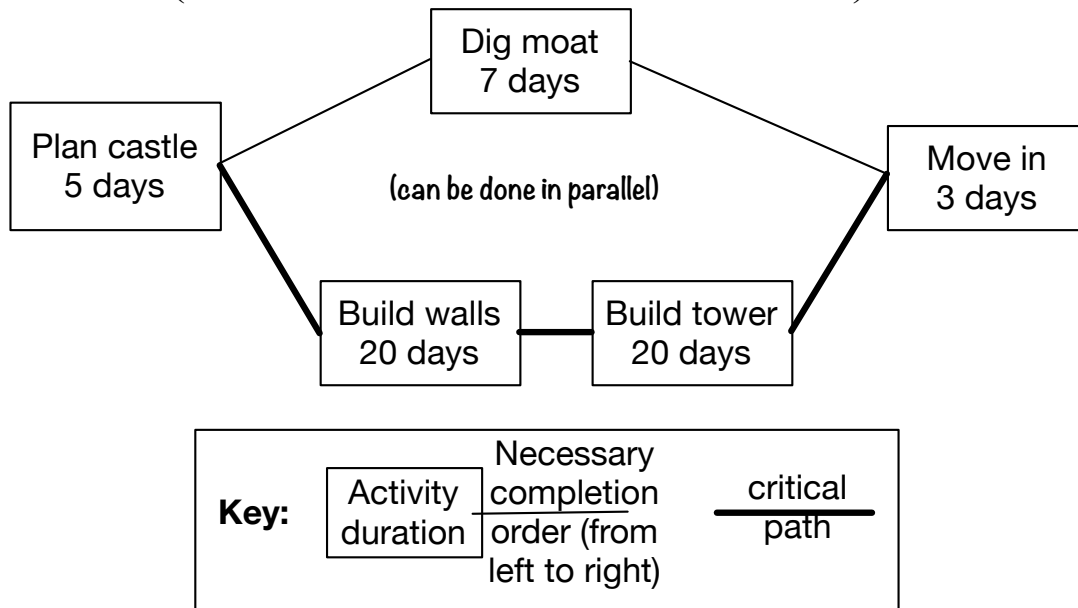 Dig moat
7 days
Plan castle
5 days
Move in
3 days
(can be done in parallel)
Build walls
20 days
Build tower
20 days
Key:
Activity
duration
Necessary
completion
order (from
left to right)
critical
path